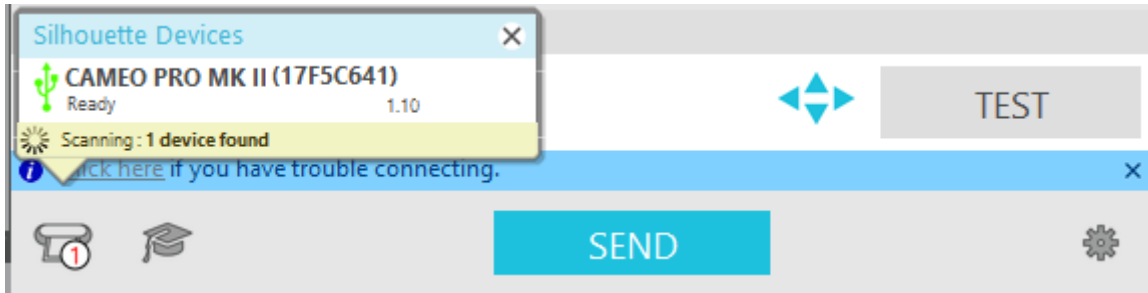 Silhouette Devices
CAMEO PRO MK II (17F5C641)
Ready 1.10
Scanning : 1 device found
here if you have trouble connecting.
TEST
1
SEND